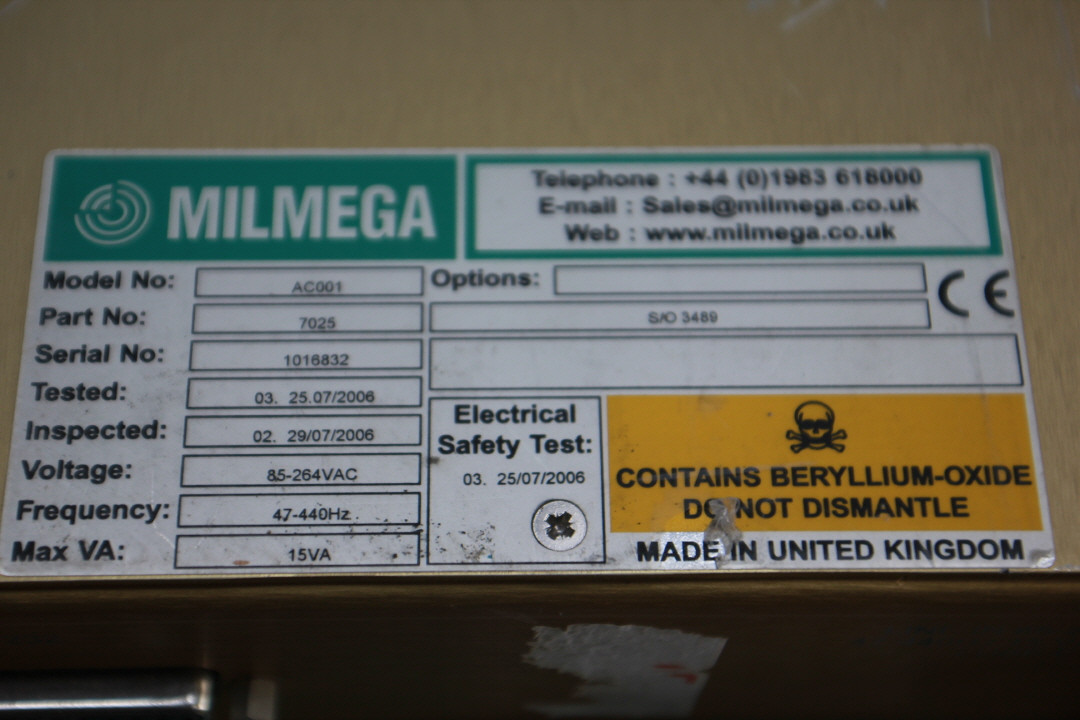 MILMEGA
Telephone : +44 (0)1983 618000
E-mail : Sales@milmega.co.uk
Web : www.milmega.co.uk
Model No: AC001 Options:
Part No: 7025 S/O 3489
Serial No: 1016832
Tested: 03. 25.07/2006
Inspected: 02. 29/07/2006
Voltage: 85-264VAC
Frequency: 47-440Hz
Max VA: 15VA
Electrical
Safety Test:
03. 25/07/2006
CE
CONTAINS BERYLLIUM-OXIDE
DO NOT DISMANTLE
MADE IN UNITED KINGDOM